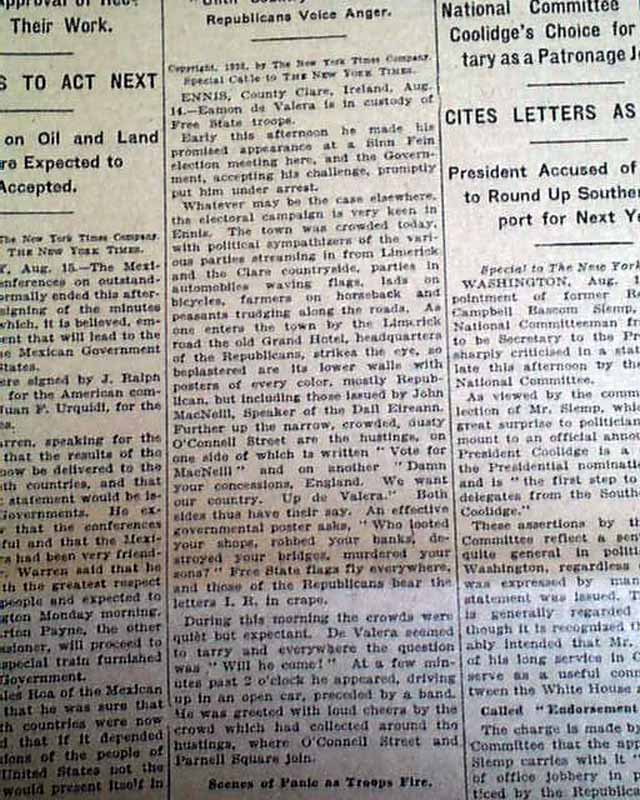 Their Work.
S TO ACT NEXT
on Oil and Land
re Expected to
Accepted.
The New York Times Company.
THE NEW YORK TIMES.
Aug. 15.—The Mexi-
onferences on outstand-
ormally ended this after-
signing of the minutes
which, it is believed, em-
ent that will lead to the
e Mexican Government
States.
ere signed by J. Ralph
for the American com-
Juan F. Urquidi, for the
arren, speaking for the
that the results of the
now be delivered to the
th countries, and that
statement would be is-
Governments. He ex-
that the conferences
ful and that the Mexi-
rs had been very friend-
Warren said that he
th the greatest respect
people and expected to
gton Monday morning.
rton Payne, the other
ssioner, will proceed to
special train furnished
Government.
les Roa of the Mexican
that he was sure that
th countries were now
d that if it depended
ions of the people of
United States not the
would present itself in
Republicans Voice Anger.
Copyright, by The New York Times Company.
Special Cable to THE NEW YORK TIMES.
ENNIS, County Clare, Ireland, Aug.
14.—Eamon de Valera is in custody of
Free State troops.
Early this afternoon he made his
promised appearance at a Sinn Fein
election meeting here, and the Govern-
ment, accepting his challenge, promptly
put him under arrest.
Whatever may be the case elsewhere,
the electoral campaign is very keen in
Ennis. The town was crowded today,
with political sympathizers of the vari-
ous parties streaming in from Limerick
and the Clare countryside, parties in
automobiles waving flags, lads on
bicycles, farmers on horseback and
peasants trudging along the roads. As
one enters the town by the Limerick
road the old Grand Hotel, headquarters
of the Republicans, strikes the eye, so
beplastered are its lower walls with
posters of every color, mostly Repub-
lican, but including those issued by John
MacNeill, Speaker of the Dail Eireann.
Further up the narrow, crowded, dusty
O'Connell Street are the hustings, on
one side of which is written "Vote for
MacNeill" and on another "Damn
your concessions, England. We want
our country. Up de Valera." Both
sides thus have their say. An effective
governmental poster asks, "Who looted
your shops, robbed your banks, de-
stroyed your bridges, murdered your
sons?" Free State flags fly everywhere,
and those of the Republicans bear the
letters I. R. in crape.
During this morning the crowds were
quiet but expectant. De Valera seemed
to tarry and everywhere the question
was "Will he come?" At a few min-
utes past 2 o'clock he appeared, driving
up in an open car, preceded by a band.
He was greeted with loud cheers by the
crowd which had collected around the
hustings, where O'Connell Street and
Parnell Square join.
Scenes of Panic as Troops Fire.
National Committee
Coolidge's Choice for
tary as a Patronage J
CITES LETTERS AS
President Accused of
to Round Up Souther
port for Next Ye
Special to The New York
WASHINGTON, Aug. 1
pointment of former Re
Campbell Bascom Slemp,
National Committeeman fr
to be Secretary to the Pr
sharply criticised in a stat
late this afternoon by the
National Committee.
As viewed by the comm
lection of Mr. Slemp, whi
great surprise to politician
mount to an official annou
President Coolidge is a
the Presidential nominati
and is "the first step to
delegates from the South
Coolidge."
These assertions by th
Committee reflect a sen
quite general in politi
Washington, regardless
was expressed by man
statement was issued. T
is generally regarded
though it is recognized th
ably intended that Mr.
of his long service in C
serve as a useful conn
tween the White House
Called "Endorsement
The charge is made by
Committee that the app
Slemp carries with it
of office jobbery in p
ticed by the Republica